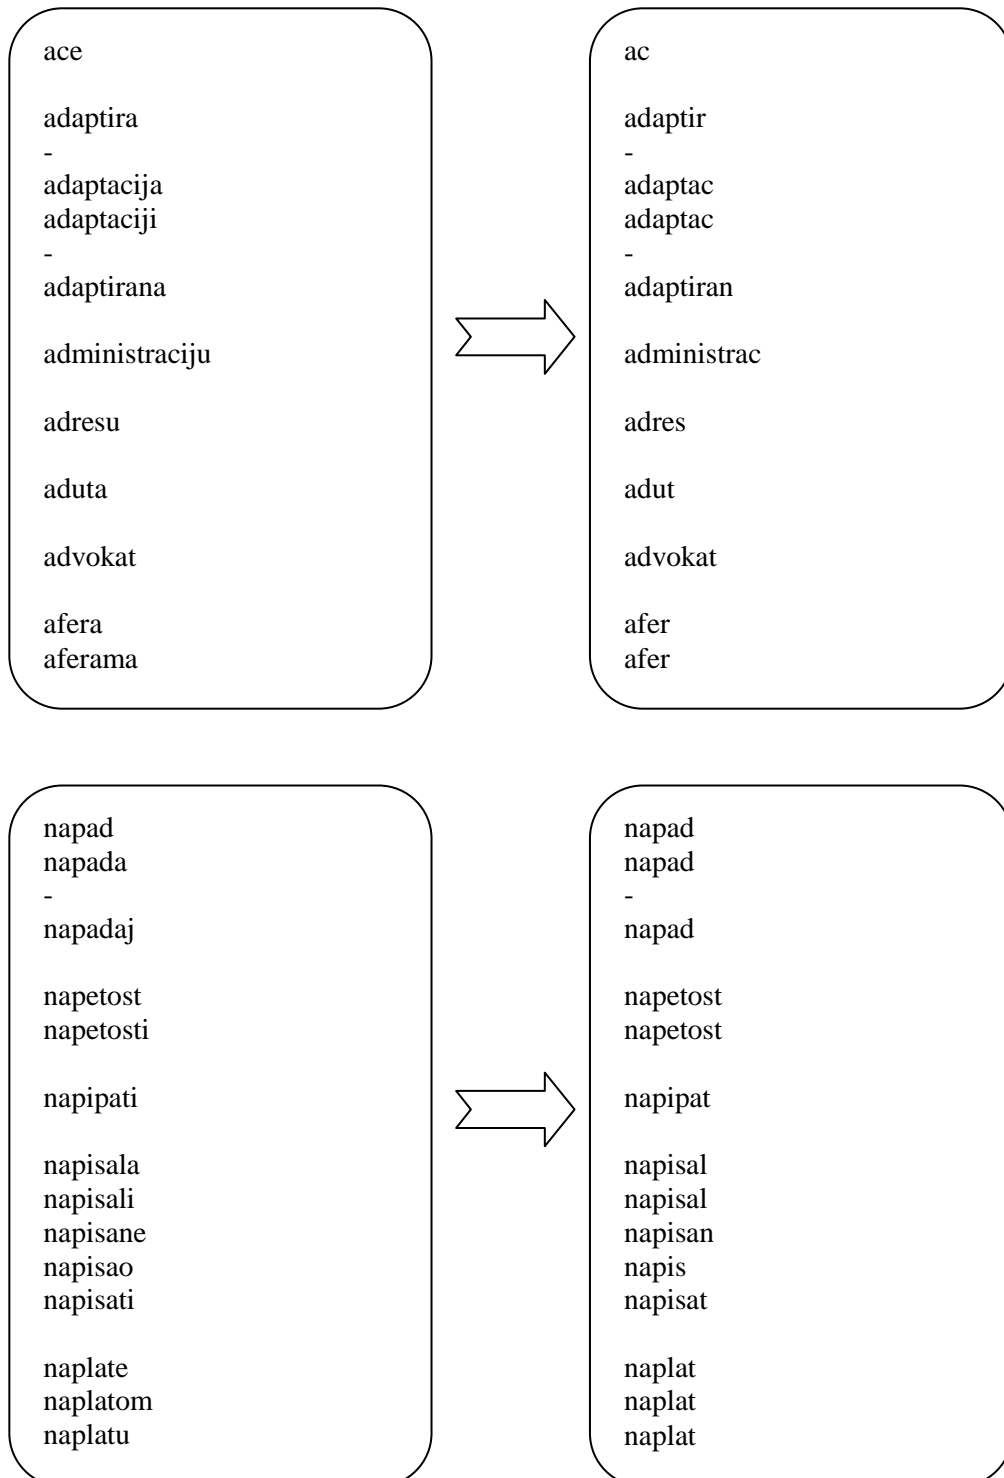 ace
adaptira
-
adaptacija
adaptaciji
-
adaptirana
administraciju
adresu
aduta
advokat
afera
aferama
ac
adaptir
-
adaptac
adaptac
-
adaptiran
administrac
adres
adut
advokat
afer
afer
napad
napada
-
napadaj
napetost
napetosti
napipati
napisala
napisali
napisane
napisao
napisati
naplate
naplatom
naplatu
napad
napad
-
napad
napetost
napetost
napipat
napisal
napisal
napisan
napis
napisat
naplat
naplat
naplat